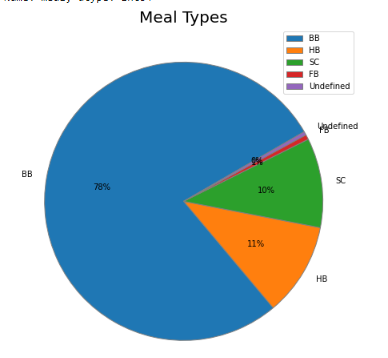 Meal Types
BB
HB
SC
FB
Undefined
Undefined
FB
BB
78%
SC
10%
11%
HB